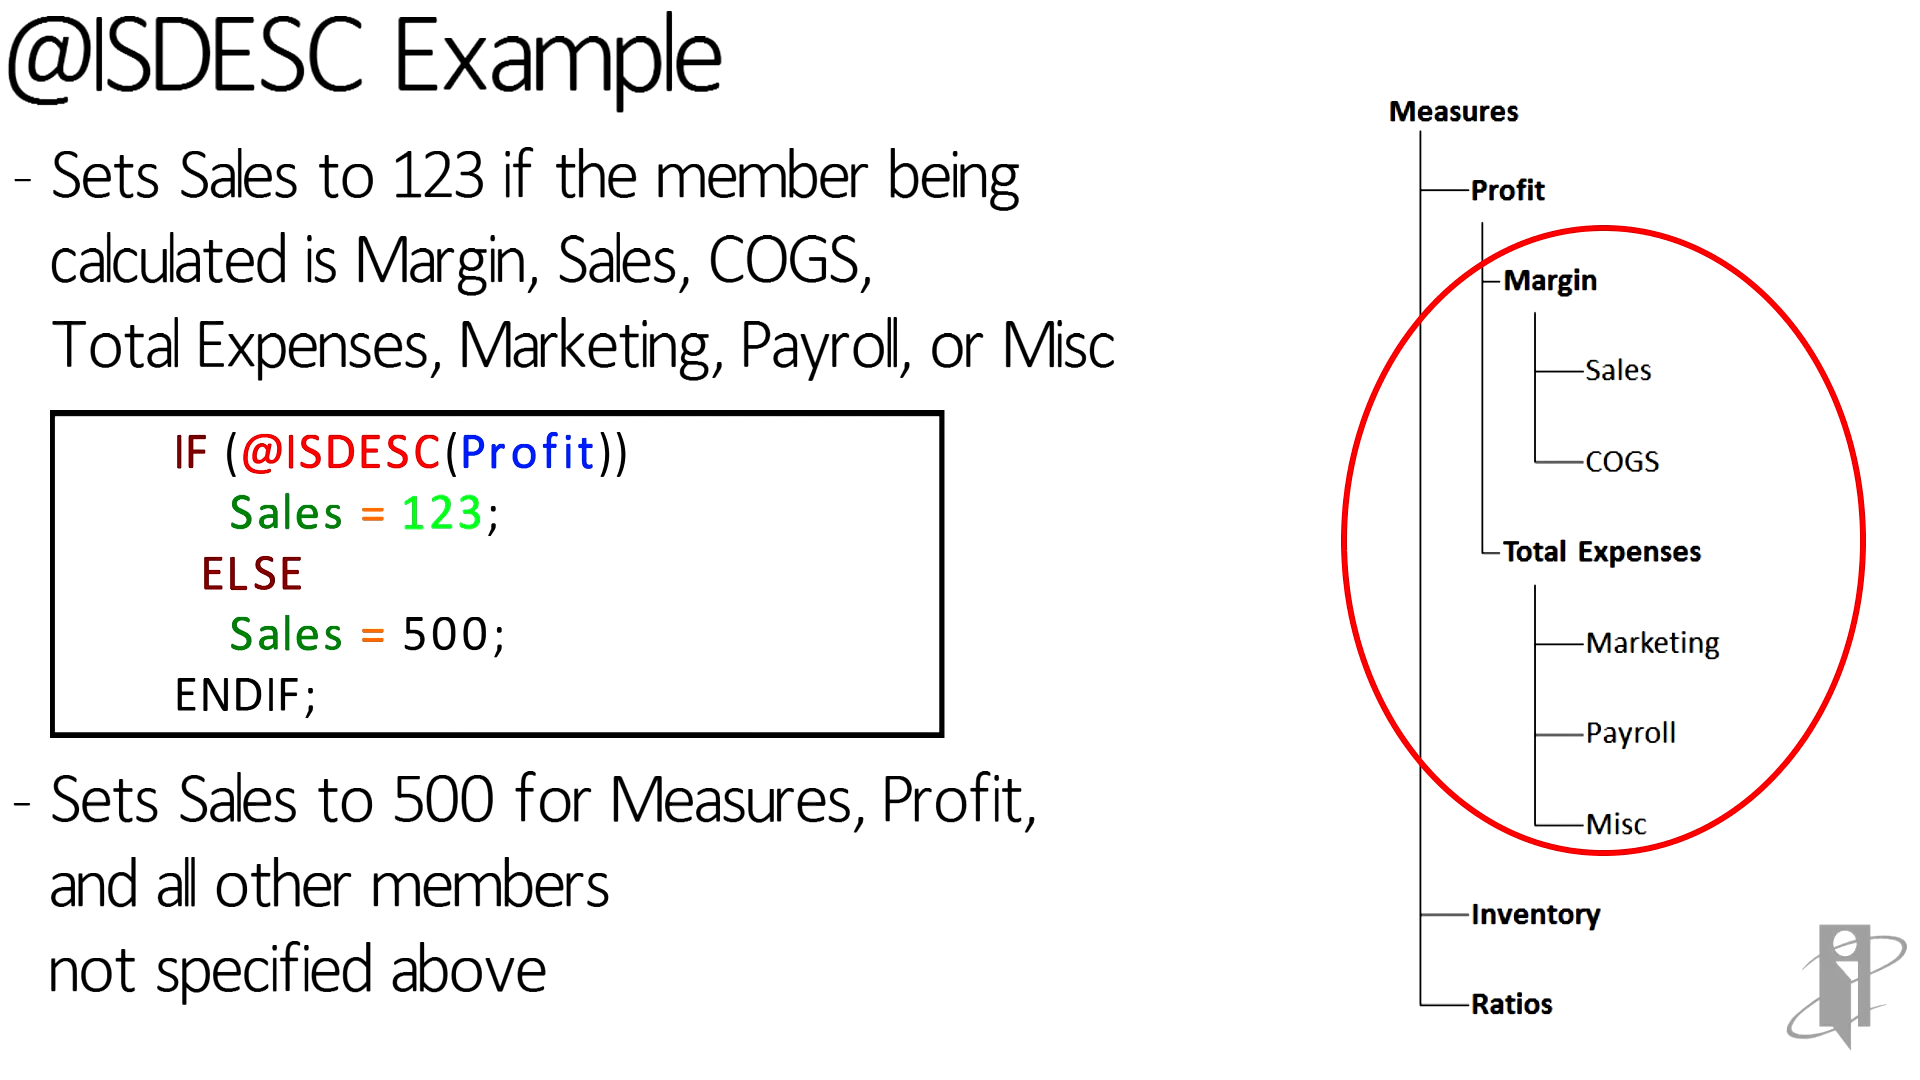 @ISDESC Example
- Sets Sales to 123 if the member being
calculated is Margin, Sales, COGS,
Total Expenses, Marketing, Payroll, or Misc
IF (@ISDESC(Profit))
Sales = 123;
ELSE
Sales = 500;
ENDIF;
- Sets Sales to 500 for Measures, Profit,
and all other members
not specified above
Measures
Profit
Margin
Sales
COGS
Total Expenses
Marketing
Payroll
Misc
Inventory
Ratios